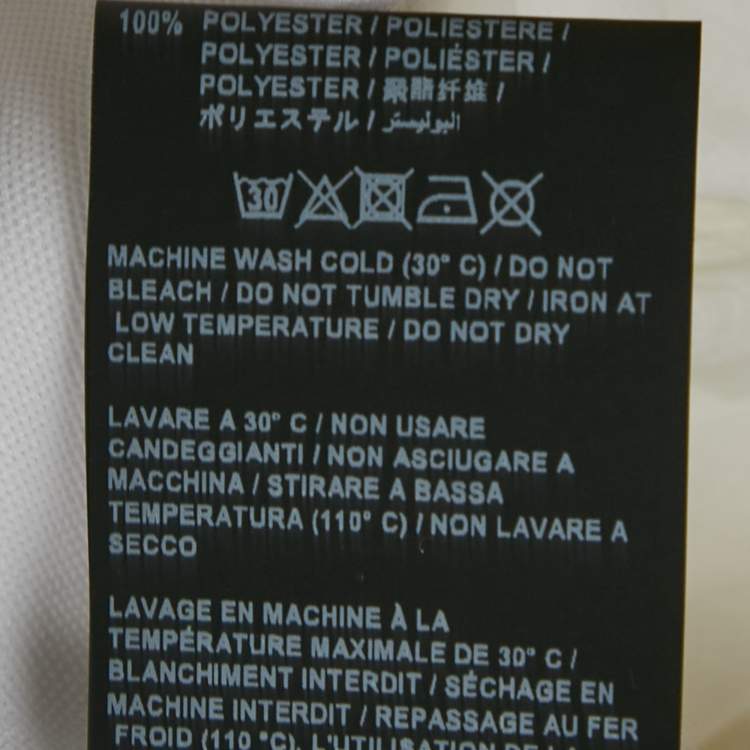 100% POLYESTER / POLIESTERE /
POLYESTER / POLIÉSTER /
POLYESTER / 聚酯纤维 /
ポリエステル / البوليستر
30
MACHINE WASH COLD (30° C) / DO NOT
BLEACH / DO NOT TUMBLE DRY / IRON AT
LOW TEMPERATURE / DO NOT DRY
CLEAN
LAVARE A 30° C / NON USARE
CANDEGGIANTI / NON ASCIUGARE A
MACCHINA / STIRARE A BASSA
TEMPERATURA (110° C) / NON LAVARE A
SECCO
LAVAGE EN MACHINE À LA
TEMPÉRATURE MAXIMALE DE 30° C /
BLANCHIMENT INTERDIT / SÉCHAGE EN
MACHINE INTERDIT / REPASSAGE AU FER
FROID (110 °C). L'UTILISATION DE